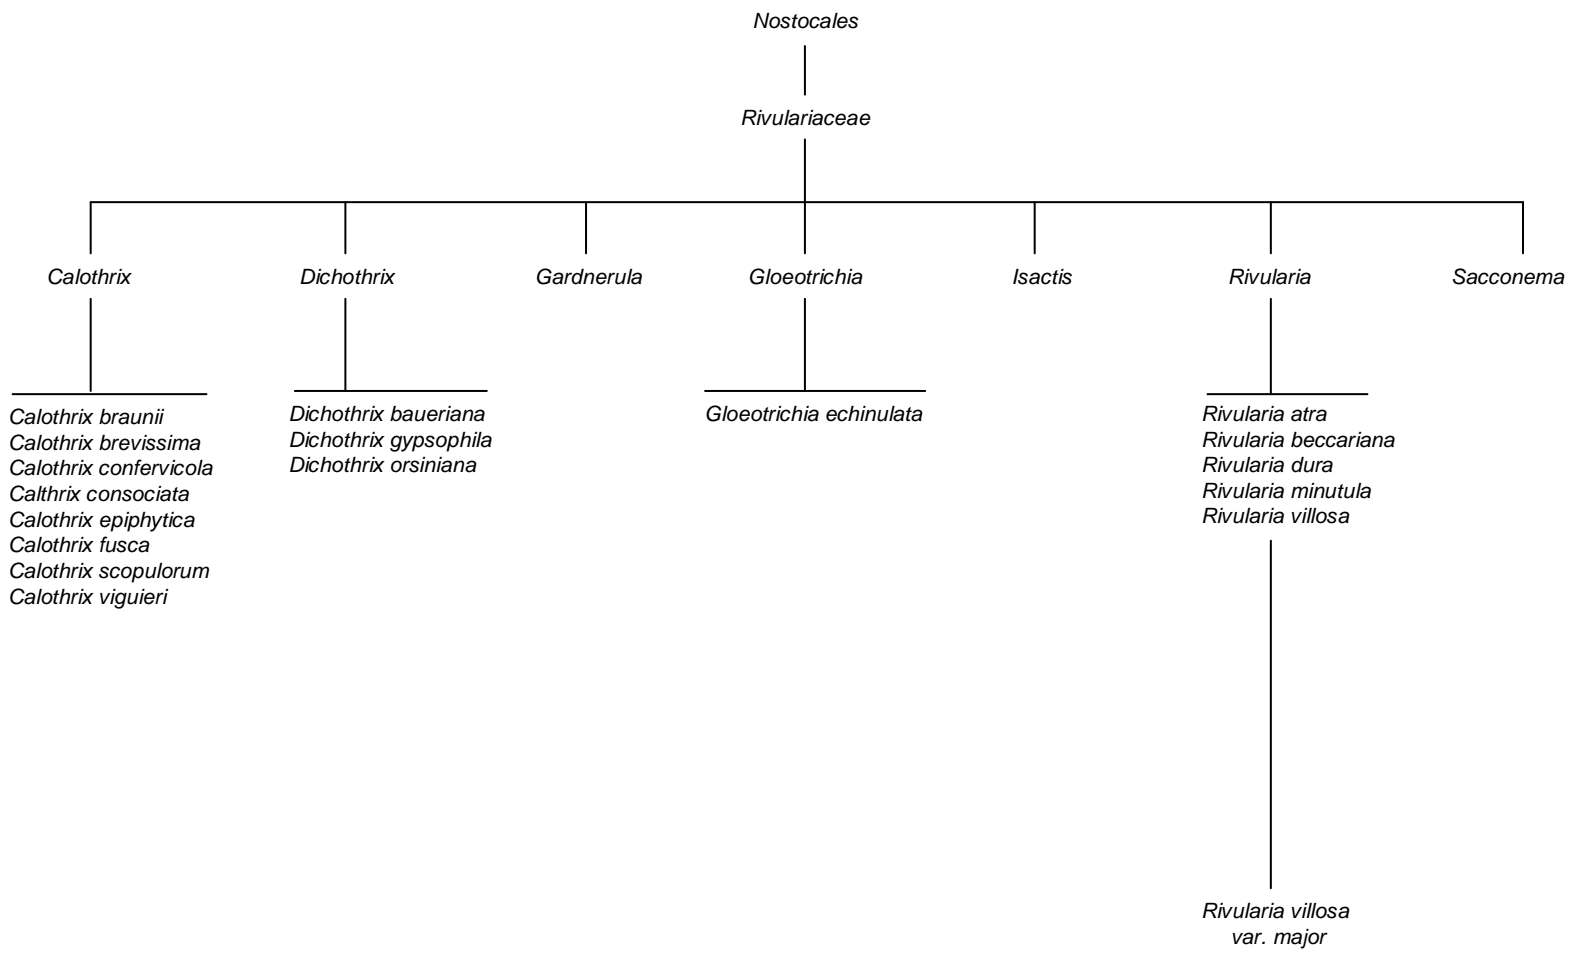 Nostocales
Rivulariaceae
Calothrix
Dichothrix
Gardnerula
Gloeotrichia
Isactis
Rivularia
Sacconema
Calothrix braunii
Calothrix brevissima
Calothrix confervicola
Calthrix consociata
Calothrix epiphytica
Calothrix fusca
Calothrix scopulorum
Calothrix viguieri
Dichothrix baueriana
Dichothrix gypsophila
Dichothrix orsiniana
Gloeotrichia echinulata
Rivularia atra
Rivularia beccariana
Rivularia dura
Rivularia minutula
Rivularia villosa
Rivularia villosa
var. major